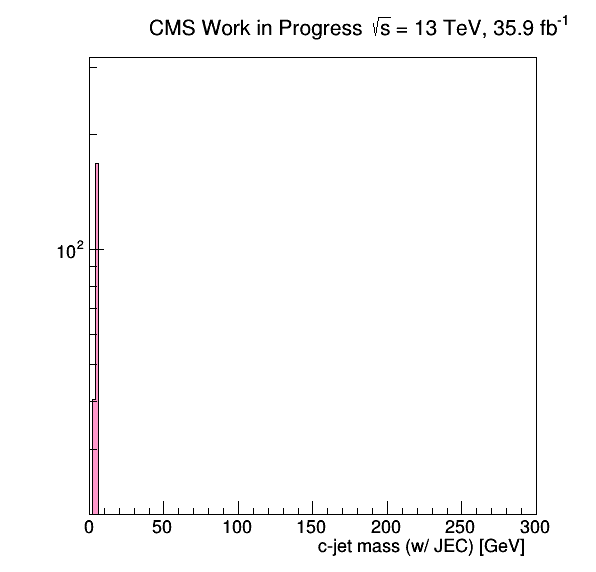 CMS Work in Progress √s = 13 TeV, 35.9 fb⁻¹
10²
0 50 100 150 200 250 300
c-jet mass (w/ JEC) [GeV]